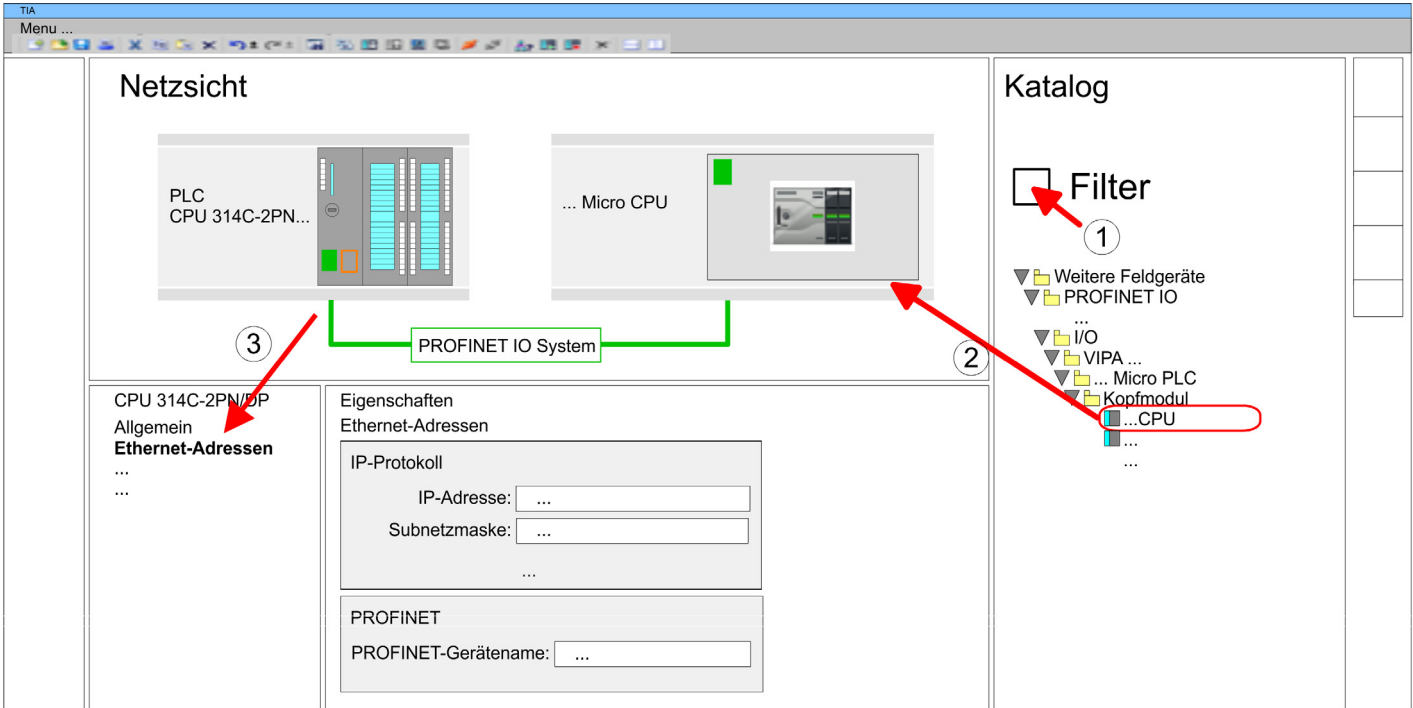 TIA
Menu ...
Netzsicht
PLC
CPU 314C-2PN...
... Micro CPU
PROFINET IO System
3
2
Katalog
Filter
1
Weitere Feldgeräte
PROFINET IO
...
I/O
VIPA ...
... Micro PLC
Kopfmodul
...CPU
...
...
CPU 314C-2PN/DP
Allgemein
Ethernet-Adressen
...
...
Eigenschaften
Ethernet-Adressen
IP-Protokoll
IP-Adresse: ...
Subnetzmaske: ...
...
PROFINET
PROFINET-Gerätename: ...